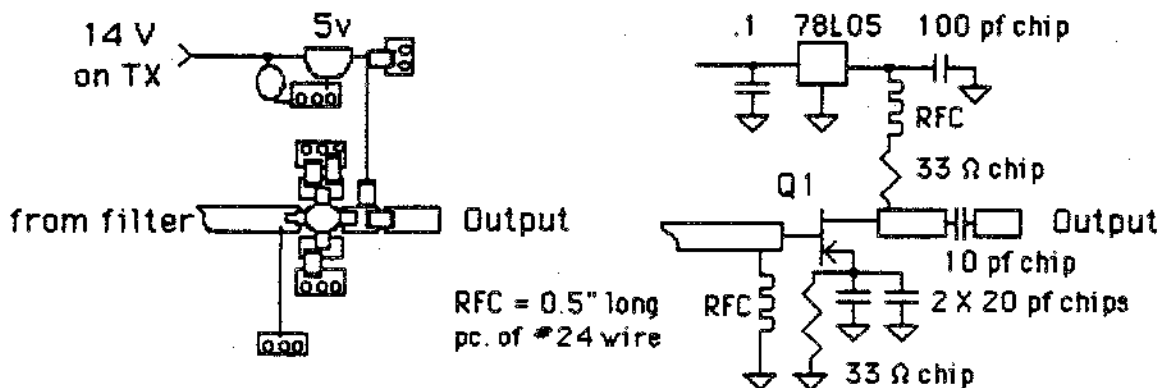 14 V
on TX
5v
.1
78L05
100 pf chip
RFC
33 Ω chip
Q1
from filter
Output
Output
10 pf chip
RFC = 0.5" long
pc. of #24 wire
RFC
2 X 20 pf chips
33 Ω chip